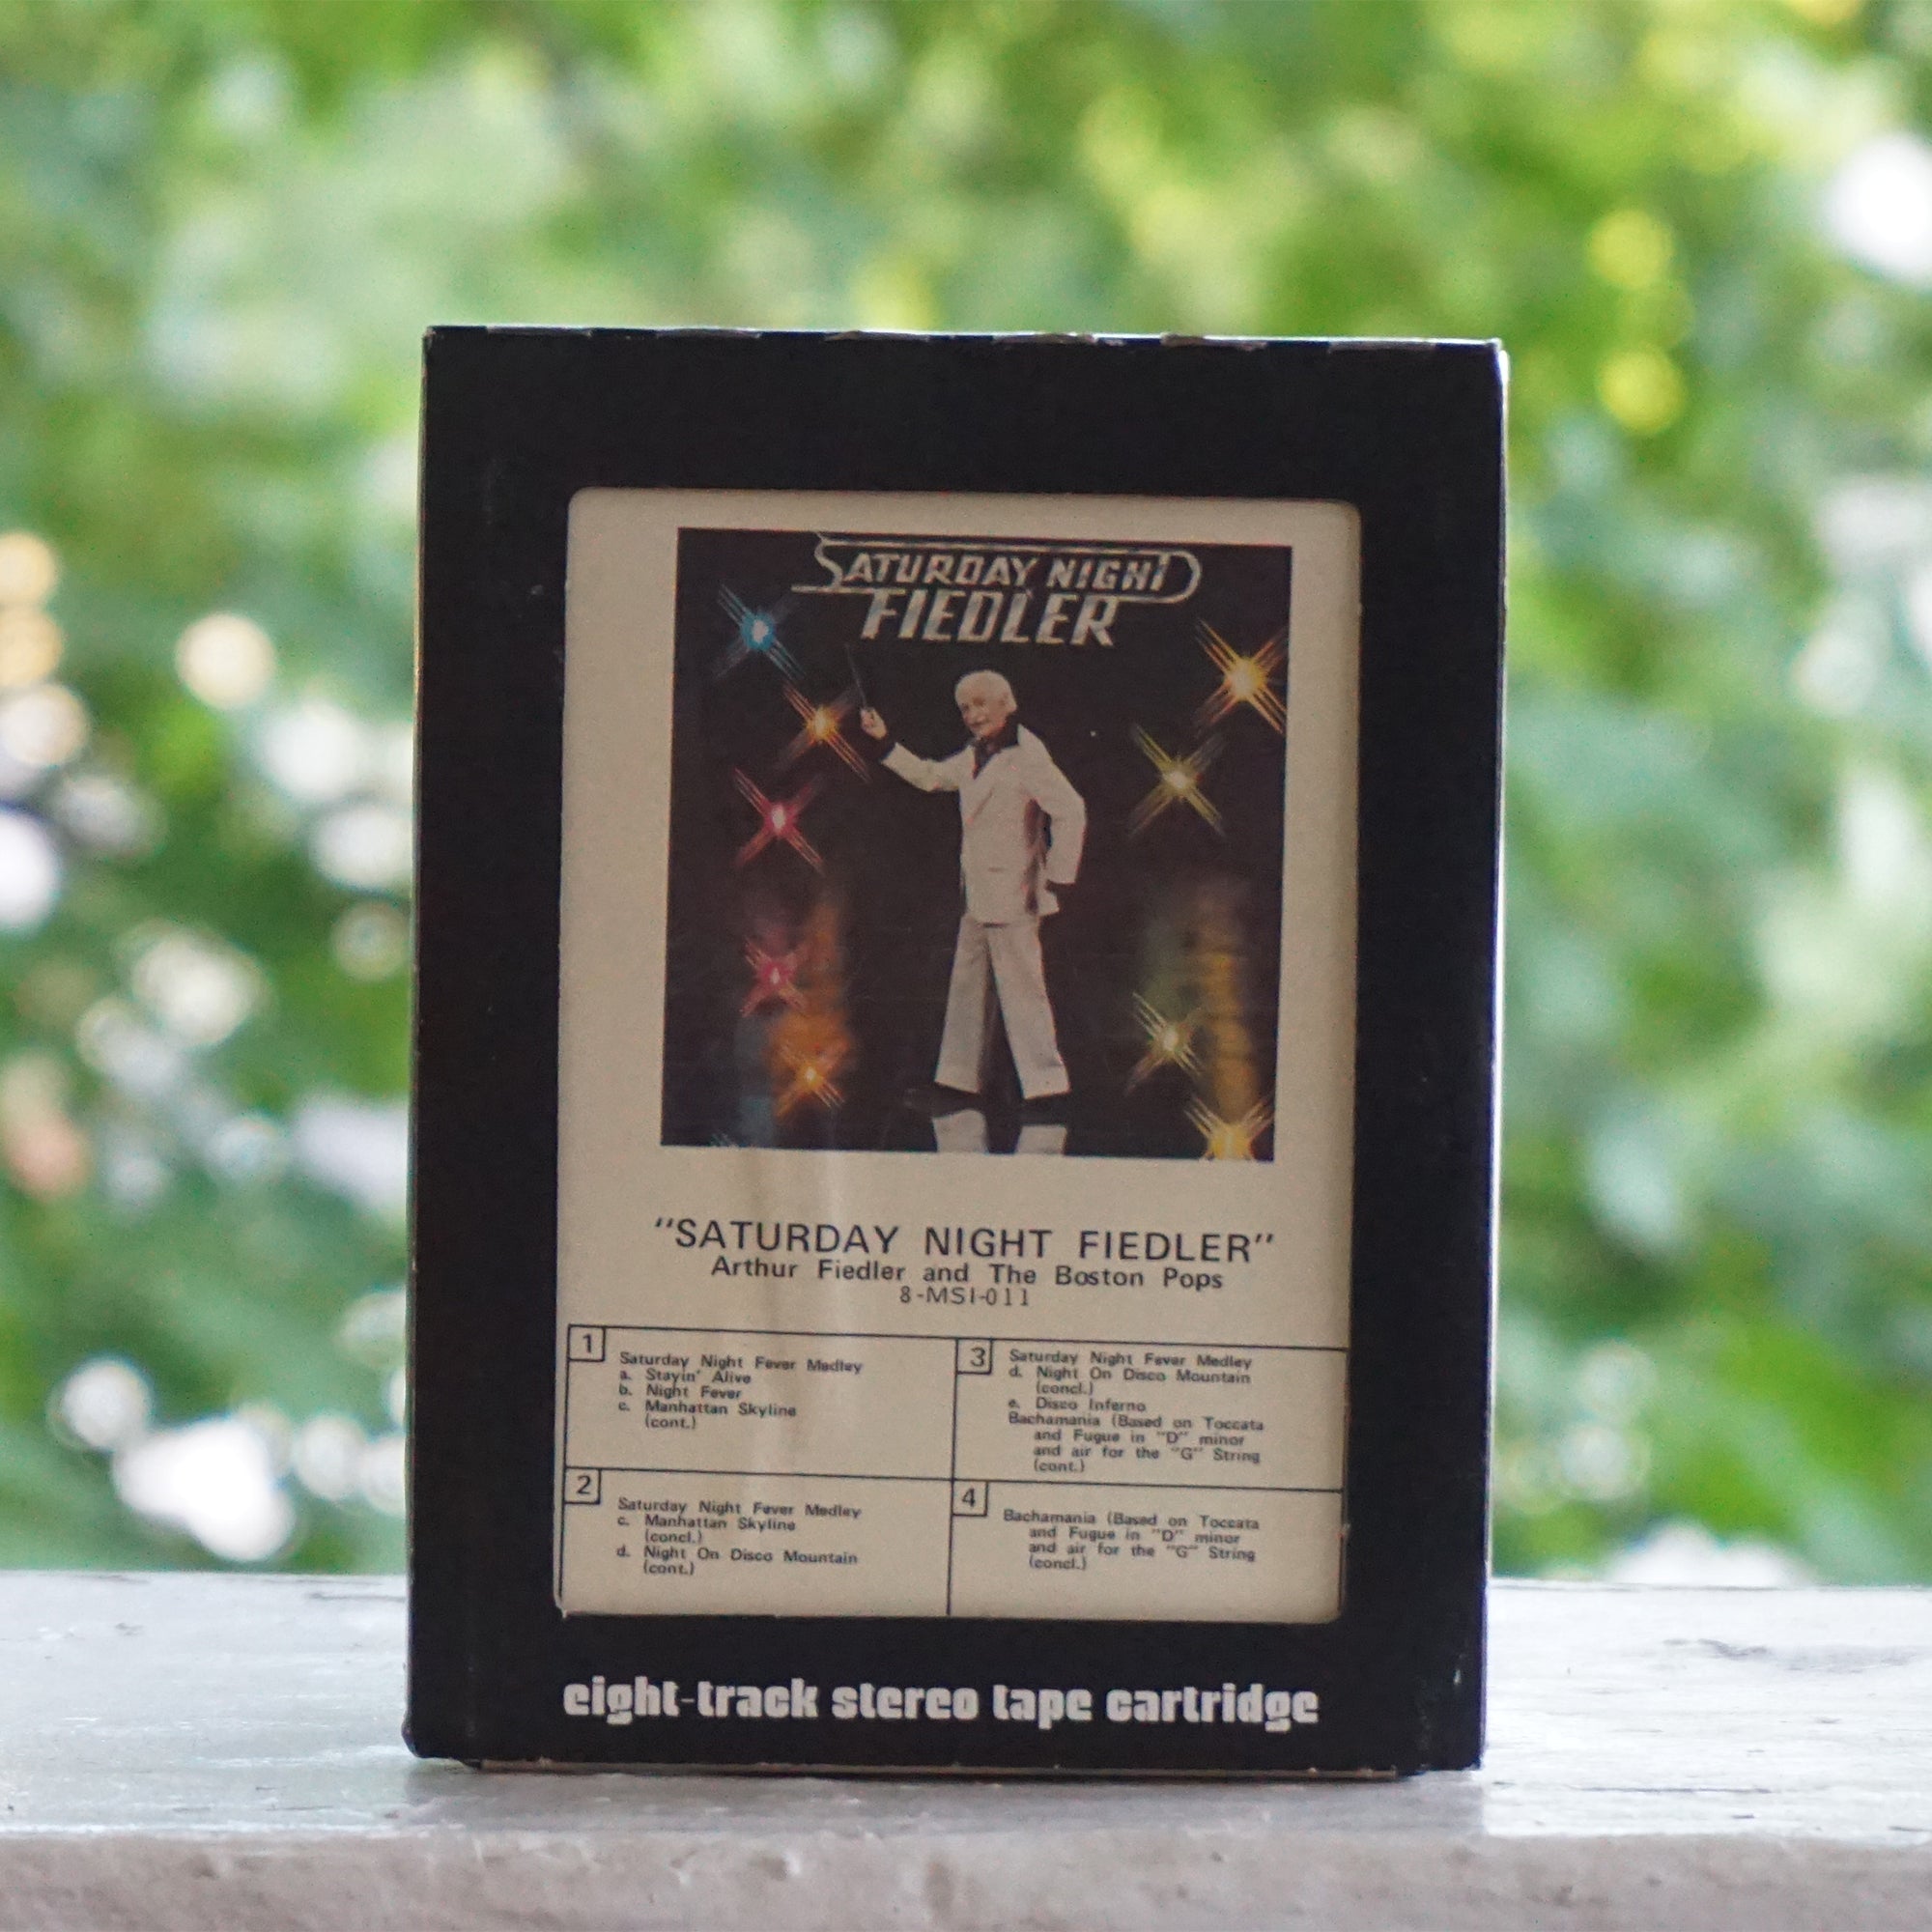 SATURDAY NIGHT
FIEDLER
"SATURDAY NIGHT FIEDLER"
Arthur Fiedler and The Boston Pops
8-MSI-011
1
Saturday Night Fever Medley
a. Stayin' Alive
b. Night Fever
c. Manhattan Skyline
(cont.)
2
Saturday Night Fever Medley
c. Manhattan Skyline
(concl.)
d. Night On Disco Mountain
(cont.)
3
Saturday Night Fever Medley
d. Night On Disco Mountain
(concl.)
e. Disco Inferno
Bachamania (Based on Toccata
and Fugue in "D" minor
and air for the "G" String
(cont.)
4
Bachamania (Based on Toccata
and Fugue in "D" minor
and air for the "G" String
(concl.)
eight-track stereo tape cartridge